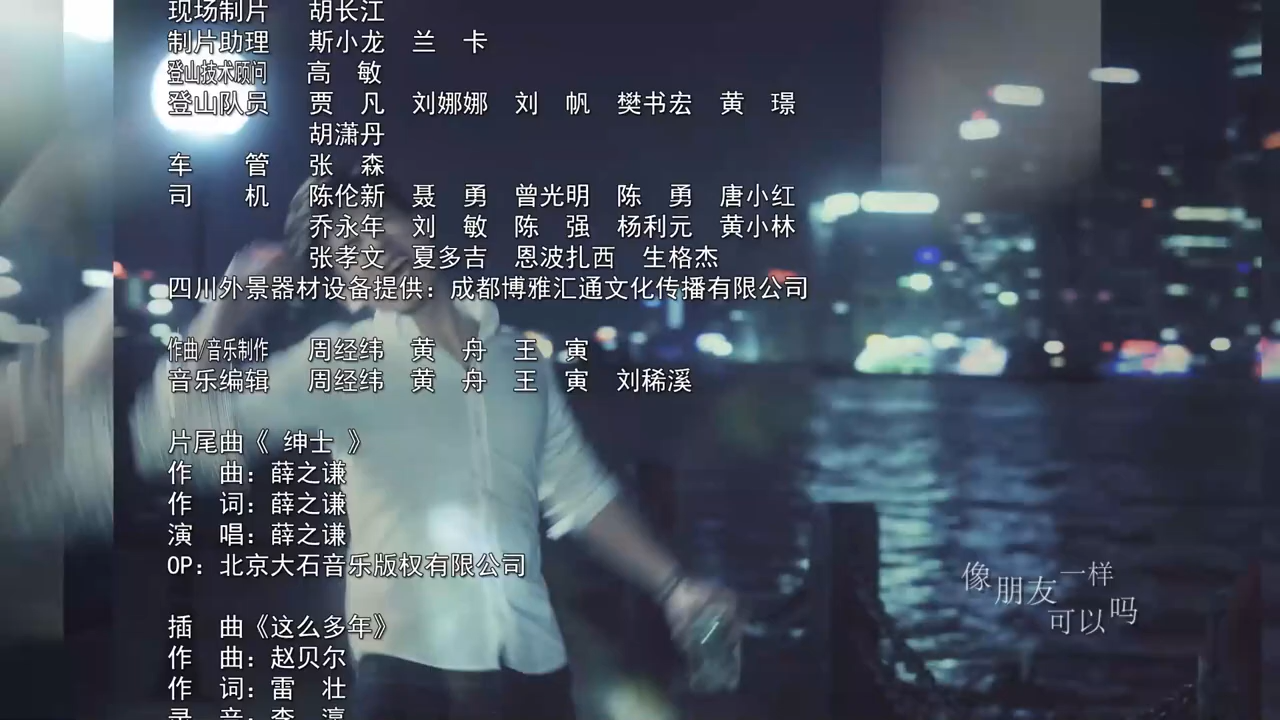 现场制片 胡长江
制片助理 斯小龙 兰 卡
登山技术顾问 高 敏
登山队员 贾 凡 刘娜娜 刘 帆 樊书宏 黄 璟
胡潇丹
车 管 张 森
司 机 陈伦新 聂 勇 曾光明 陈 勇 唐小红
乔永年 刘 敏 陈 强 杨利元 黄小林
张孝文 夏多吉 恩波扎西 生格杰
四川外景器材设备提供：成都博雅汇通文化传播有限公司
作曲/音乐制作 周经纬 黄 舟 王 寅
音乐编辑 周经纬 黄 舟 王 寅 刘稀溪
片尾曲《 绅士 》
作 曲：薛之谦
作 词：薛之谦
演 唱：薛之谦
OP：北京大石音乐版权有限公司
插 曲《这么多年》
作 曲：赵贝尔
作 词：雷 壮
录 音：李 瀛
像朋友一样
可以吗